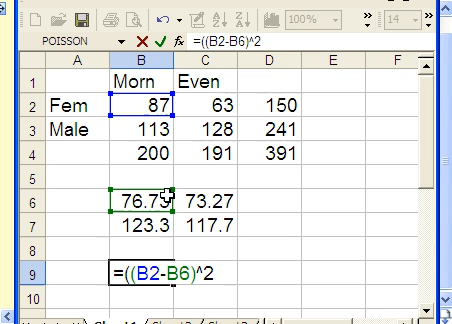 100% 14
POISSON =((B2-B6)^2
A B C D E F
1 Morn Even
2 Fem 87 63 150
3 Male 113 128 241
4 200 191 391
5
6 76.73 73.27
7 123.3 117.7
8
9 =((B2-B6)^2
10